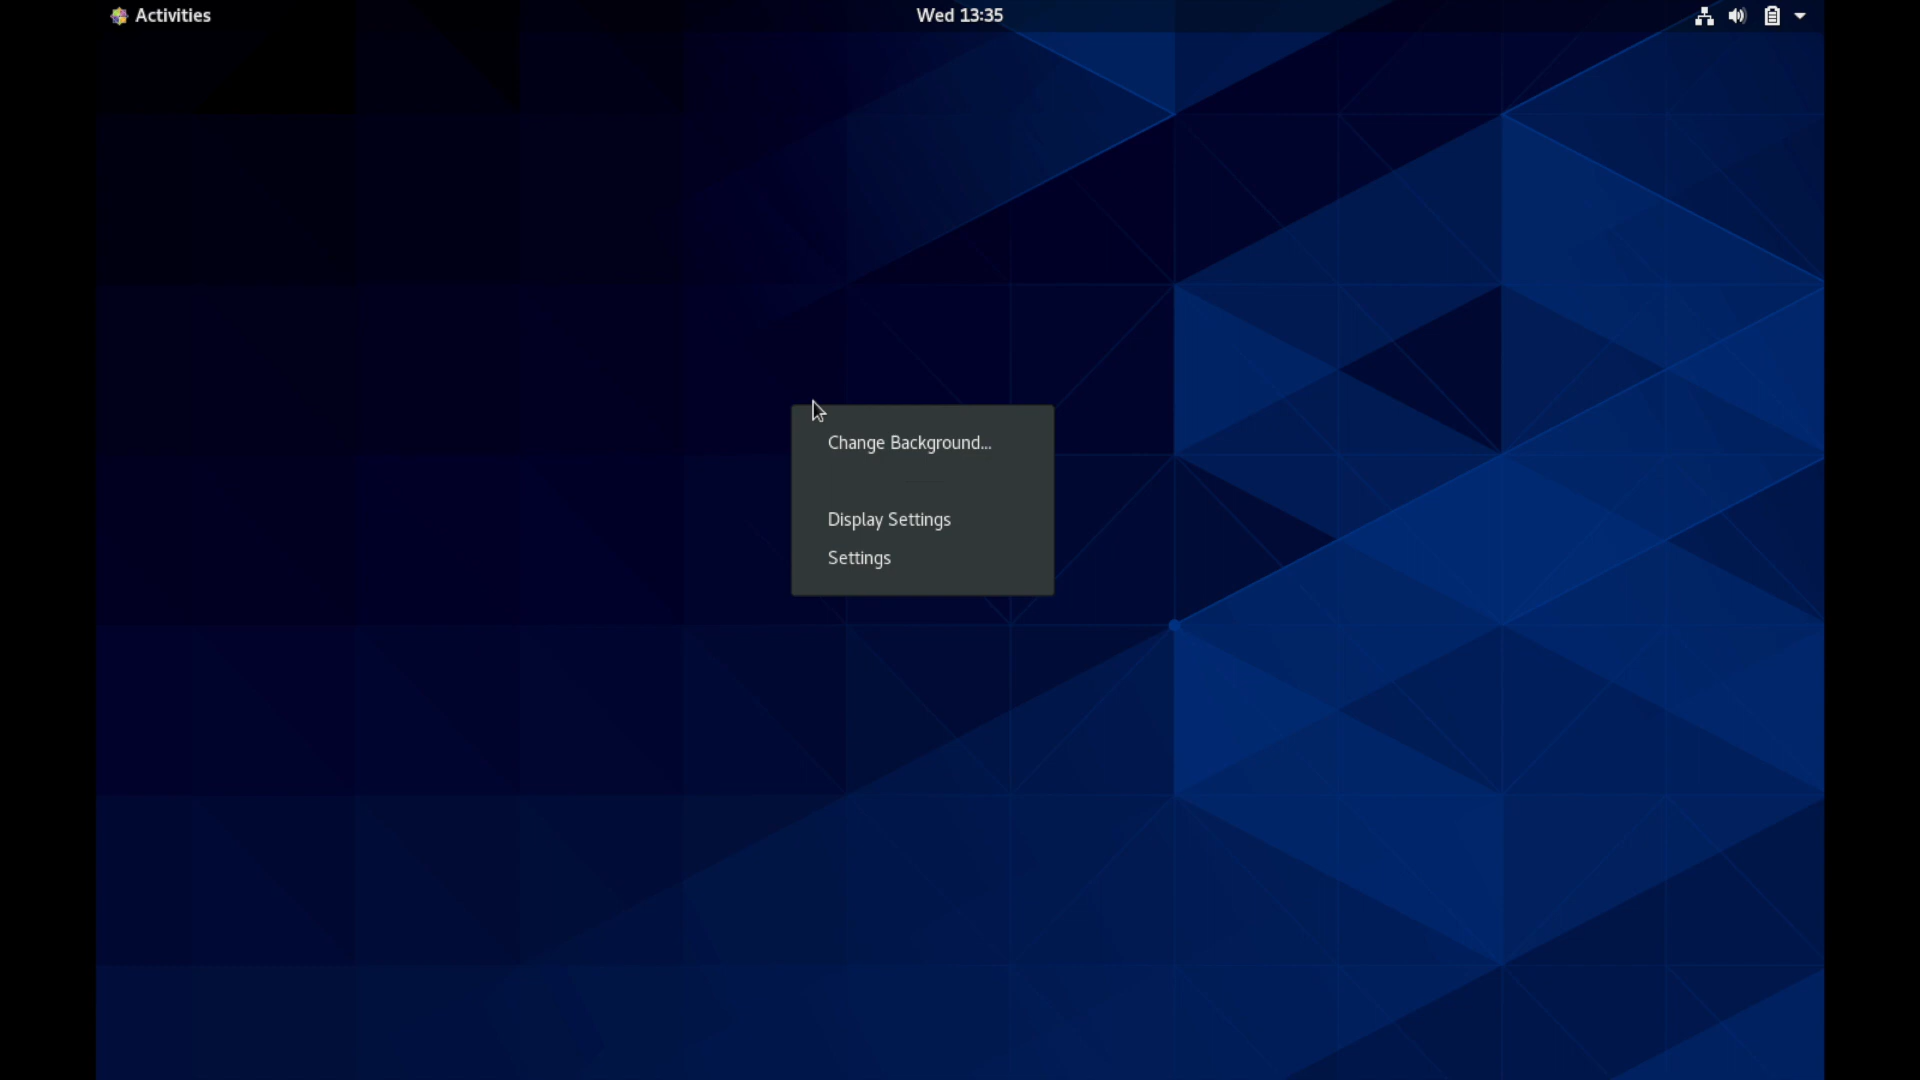 Activities
Wed 13:35
Change Background...
Display Settings
Settings